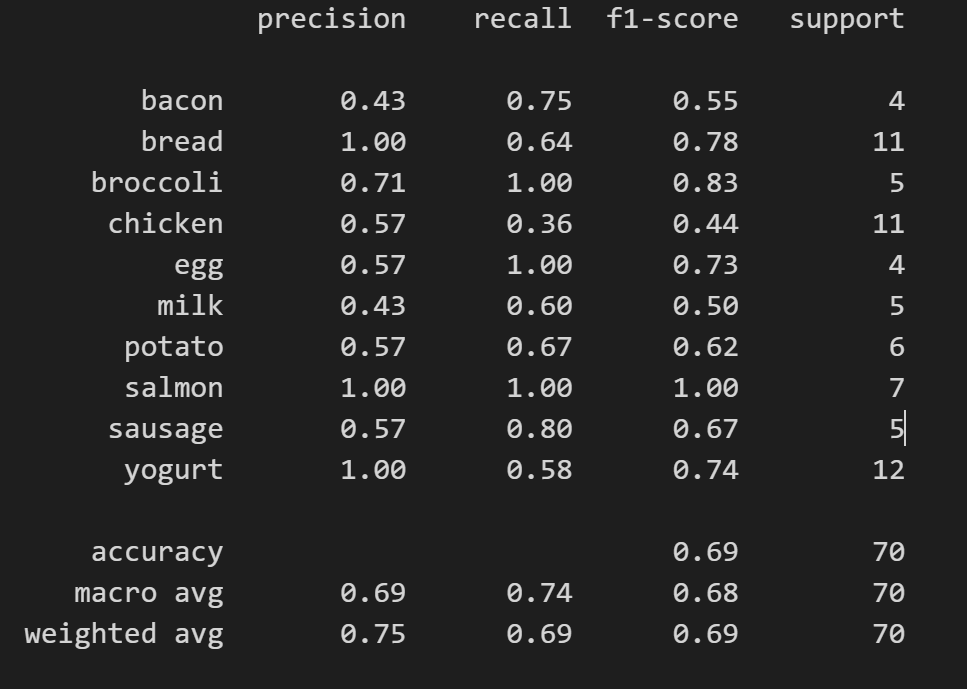 precision recall f1-score support
bacon 0.43 0.75 0.55 4
bread 1.00 0.64 0.78 11
broccoli 0.71 1.00 0.83 5
chicken 0.57 0.36 0.44 11
egg 0.57 1.00 0.73 4
milk 0.43 0.60 0.50 5
potato 0.57 0.67 0.62 6
salmon 1.00 1.00 1.00 7
sausage 0.57 0.80 0.67 5
yogurt 1.00 0.58 0.74 12
accuracy 0.69 70
macro avg 0.69 0.74 0.68 70
weighted avg 0.75 0.69 0.69 70